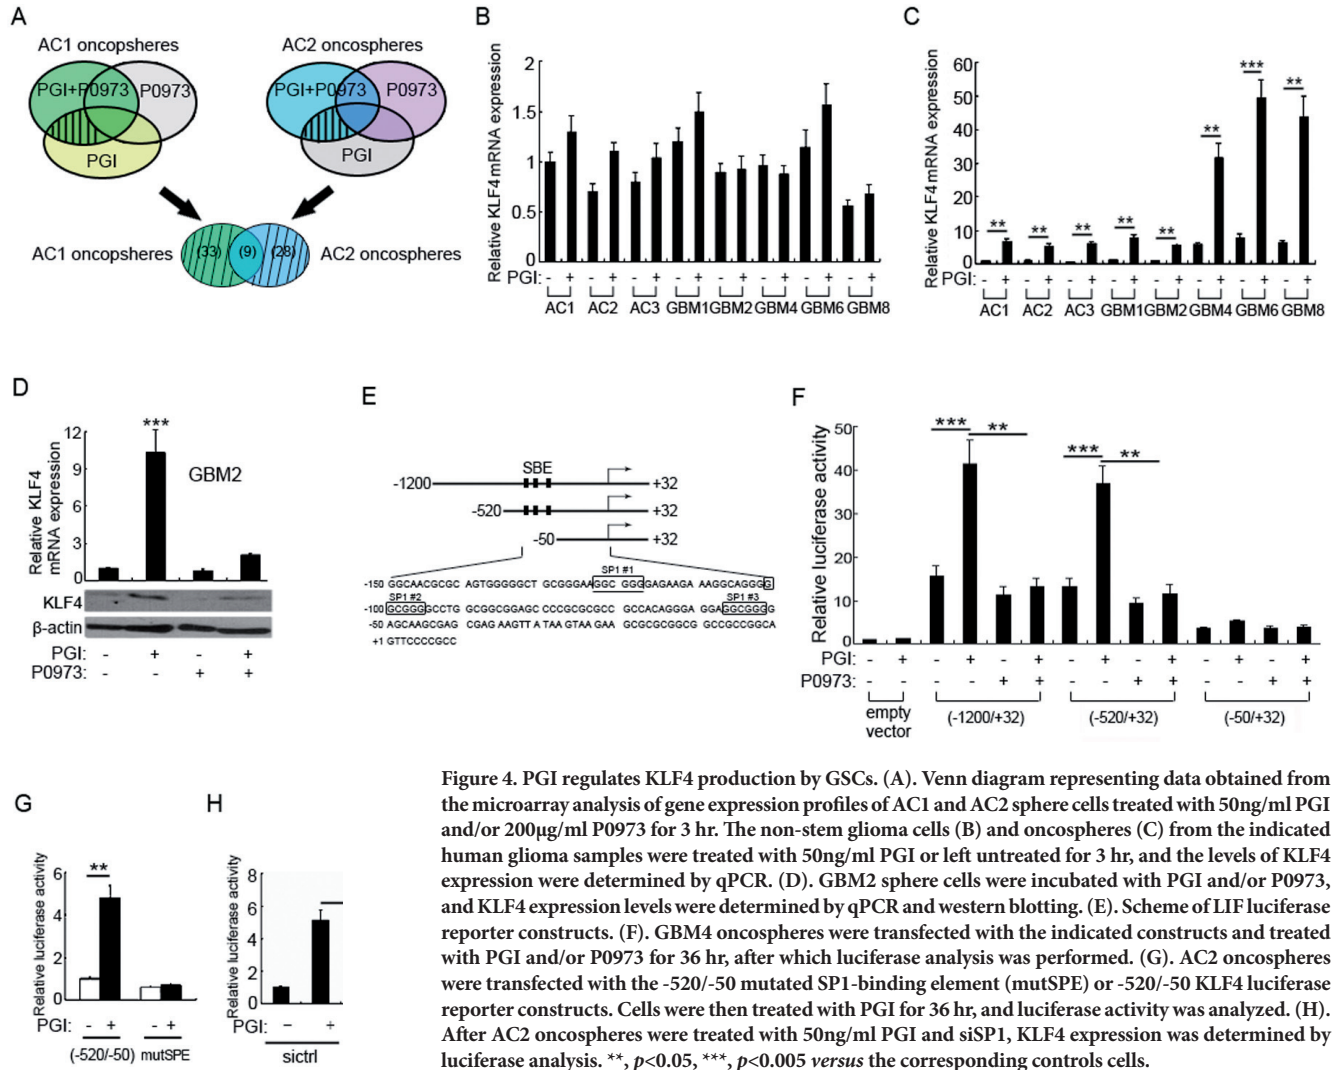 A
AC1 oncopsheres
PGI+P0973
P0973
PGI
AC2 oncospheres
PGI+P0973
P0973
PGI
AC1 oncospheres
(33)
(9)
(28)
AC2 oncospheres
B
Relative KLF4 mRNA expression
2
1.5
1
0.5
0
PGI: - + - + - + - + - + - + - + - +
AC1 AC2 AC3 GBM1 GBM2 GBM4 GBM6 GBM8
C
Relative KLF4 mRNA expression
60
50
40
30
20
10
0
** ** ** ** ** ** *** **
PGI: - + - + - + - + - + - + - + - +
AC1 AC2 AC3 GBM1 GBM2 GBM4 GBM6 GBM8
D
Relative KLF4
mRNA expression
12
9
6
3
0
***
GBM2
KLF4
β-actin
PGI: - + - +
P0973: - - + +
E
SBE
-1200 +32
-520 +32
-50 +32
SP1 #1
-150 GGCAACGCGC AGTGGGGGCT GCGGGAAGGC GGGGAGAAGA AAGGCAGGGG
SP1 #2 SP1 #3
-100 GCGGGGCCTG GCGGCGGAGC CCCGCGCGCC GCCACAGGGA GGAGGCGGGG
-50 AGCAAGCGAG CGAGAAGTTATAAGTAAGAA GCGCGCGGCG GCCGCCGGCA
+1 GTTCCCCGCC
F
Relative luciferase activity
50
40
30
20
10
0
*** ** *** **
PGI: - + - + - + - + - + - + - +
P0973: - - - - + + - - + + - - + +
empty vector (-1200/+32) (-520/+32) (-50/+32)
G
Relative luciferase activity
6
4
2
0
**
PGI: - + - +
(-520/-50) mutSPE
H
Relative luciferase activity
8
6
4
2
0
PGI: - +
sictrl
Figure 4. PGI regulates KLF4 production by GSCs. (A). Venn diagram representing data obtained from
the microarray analysis of gene expression profiles of AC1 and AC2 sphere cells treated with 50ng/ml PGI
and/or 200µg/ml P0973 for 3 hr. The non-stem glioma cells (B) and oncospheres (C) from the indicated
human glioma samples were treated with 50ng/ml PGI or left untreated for 3 hr, and the levels of KLF4
expression were determined by qPCR. (D). GBM2 sphere cells were incubated with PGI and/or P0973,
and KLF4 expression levels were determined by qPCR and western blotting. (E). Scheme of LIF luciferase
reporter constructs. (F). GBM4 oncospheres were transfected with the indicated constructs and treated
with PGI and/or P0973 for 36 hr, after which luciferase analysis was performed. (G). AC2 oncospheres
were transfected with the -520/-50 mutated SP1-binding element (mutSPE) or -520/-50 KLF4 luciferase
reporter constructs. Cells were then treated with PGI for 36 hr, and luciferase activity was analyzed. (H).
After AC2 oncospheres were treated with 50ng/ml PGI and siSP1, KLF4 expression was determined by
luciferase analysis. **, p<0.05, ***, p<0.005 versus the corresponding controls cells.